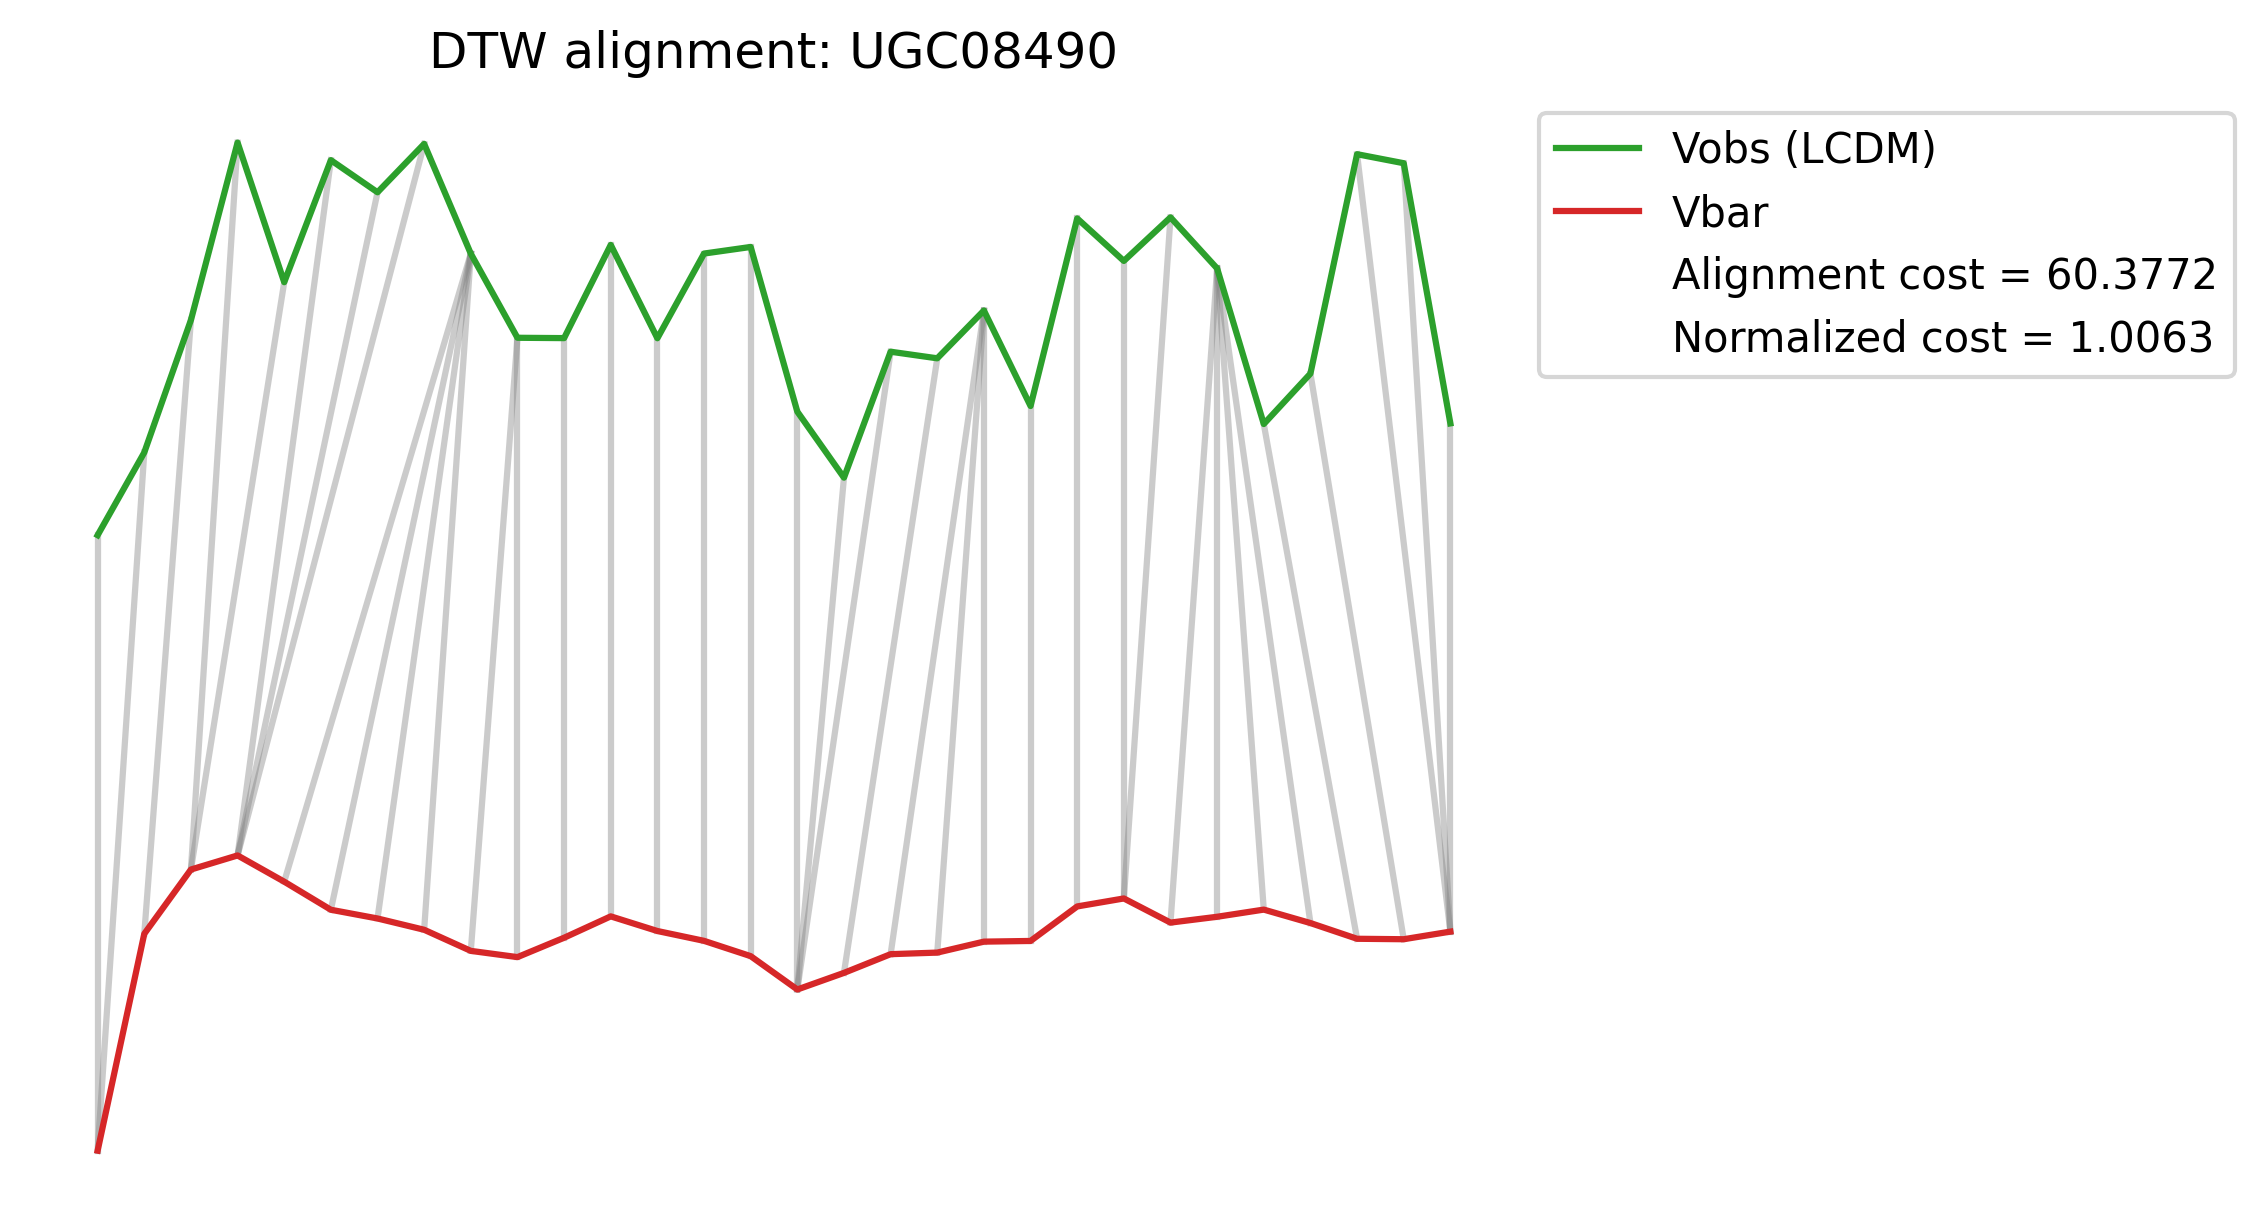 DTW alignment: UGC08490
Vobs (LCDM)
Vbar
Alignment cost = 60.3772
Normalized cost = 1.0063